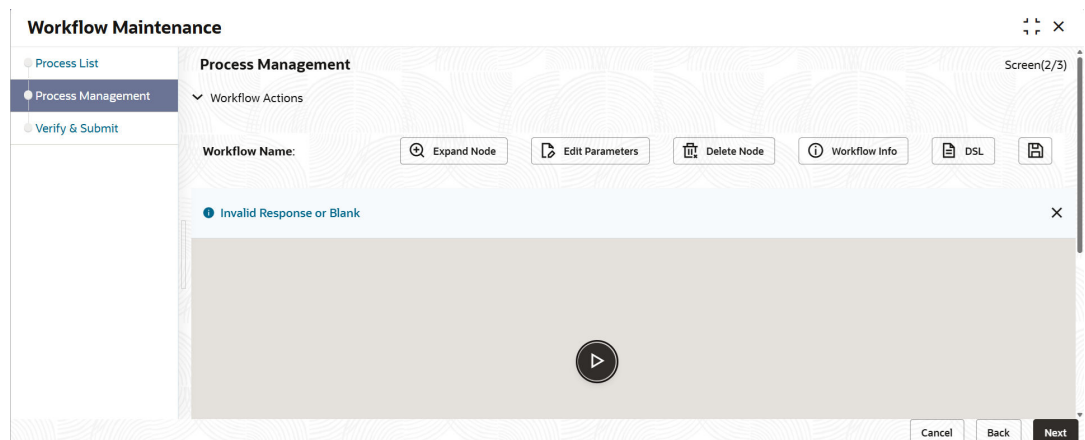 Workflow Maintenance
Process List
Process Management
Verify & Submit
Process Management
Screen(2/3)
Workflow Actions
Workflow Name:
Expand Node
Edit Parameters
Delete Node
Workflow Info
DSL
Invalid Response or Blank
Cancel
Back
Next